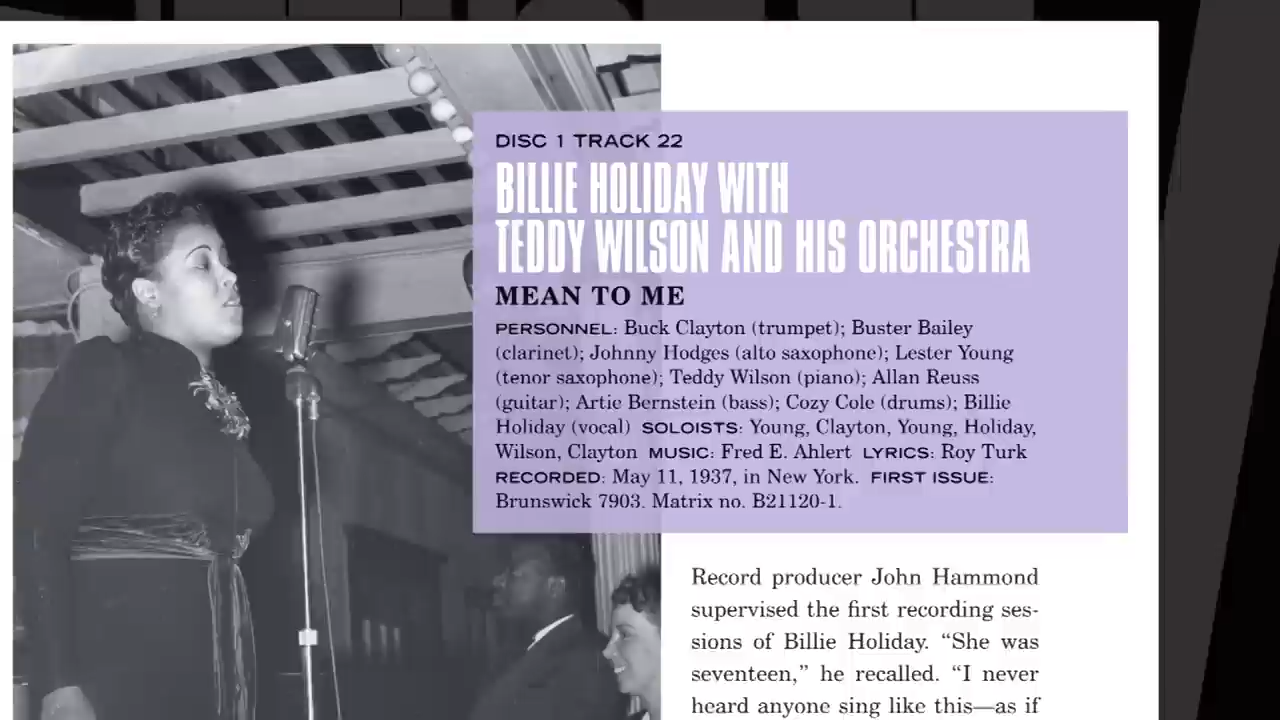 DISC 1 TRACK 22
BILLIE HOLIDAY WITH
TEDDY WILSON AND HIS ORCHESTRA
MEAN TO ME
PERSONNEL: Buck Clayton (trumpet); Buster Bailey
(clarinet); Johnny Hodges (alto saxophone); Lester Young
(tenor saxophone); Teddy Wilson (piano); Allan Reuss
(guitar); Artie Bernstein (bass); Cozy Cole (drums); Billie
Holiday (vocal) SOLOISTS: Young, Clayton, Young, Holiday,
Wilson, Clayton MUSIC: Fred E. Ahlert LYRICS: Roy Turk
RECORDED: May 11, 1937, in New York. FIRST ISSUE:
Brunswick 7903. Matrix no. B21120-1.
Record producer John Hammond
supervised the first recording ses-
sions of Billie Holiday. “She was
seventeen,” he recalled. “I never
heard anyone sing like this—as if